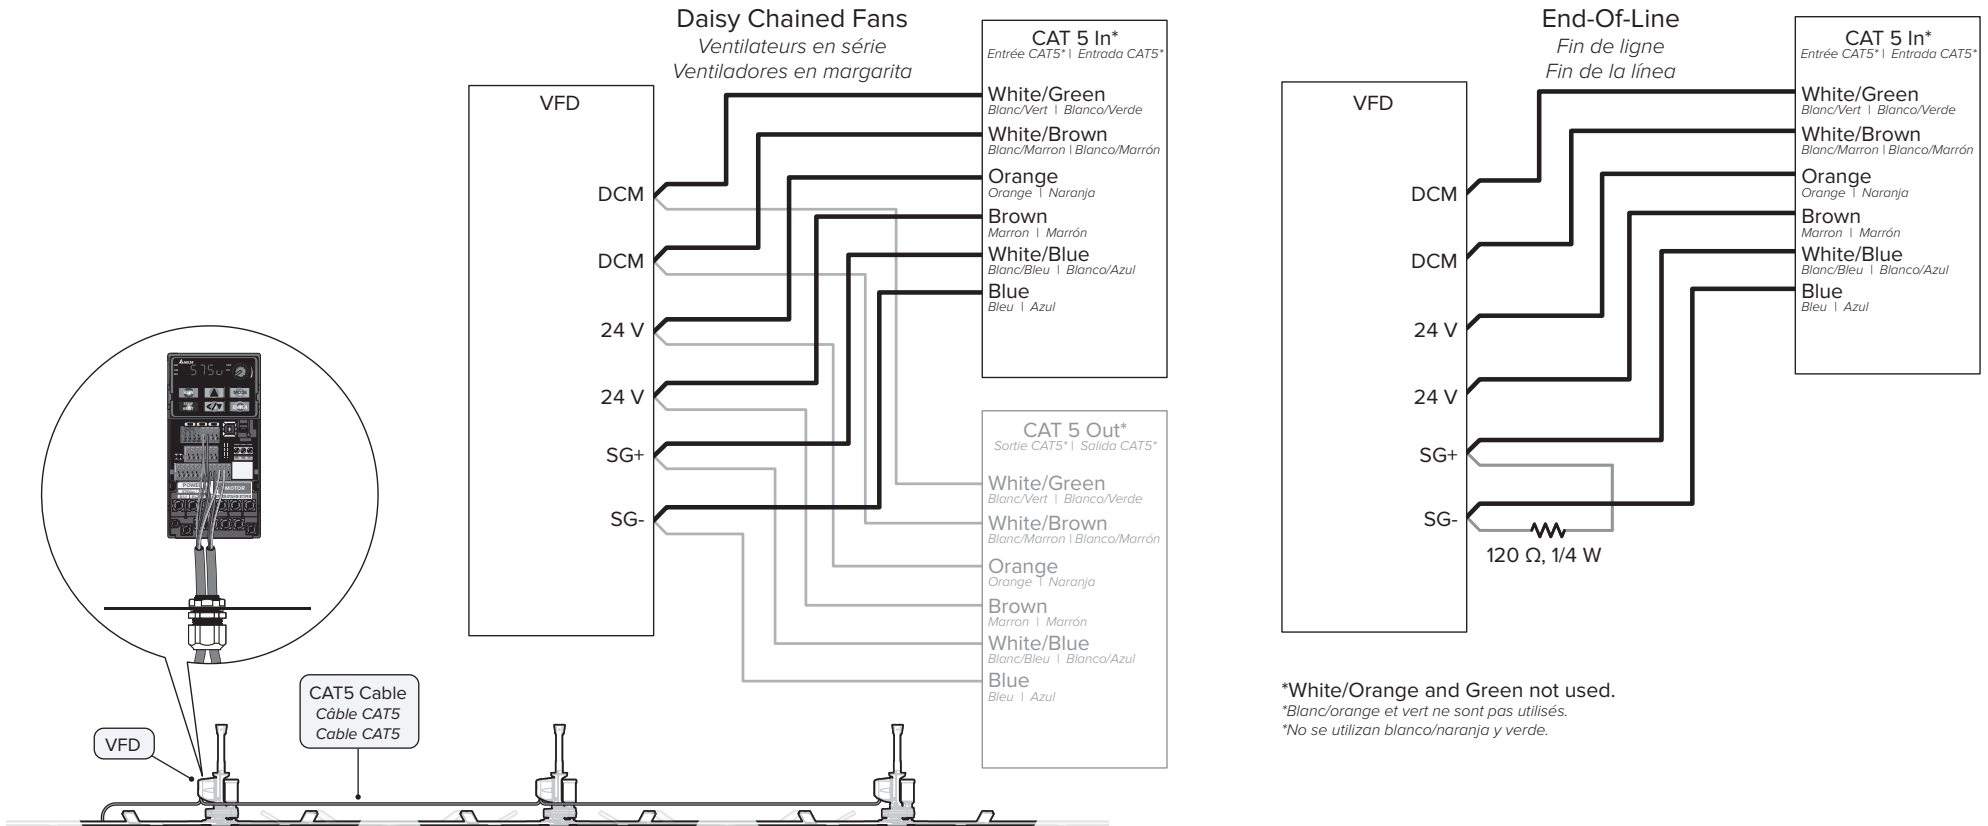 Daisy Chained Fans
Ventilateurs en série
Ventiladores en margarita
VFD
DCM
DCM
24 V
24 V
SG+
SG-
CAT 5 In*
Entrée CAT5* | Entrada CAT5*
White/Green
Blanc/Vert | Blanco/Verde
White/Brown
Blanc/Marron | Blanco/Marrón
Orange
Orange | Naranja
Brown
Marron | Marrón
White/Blue
Blanc/Bleu | Blanco/Azul
Blue
Bleu | Azul
CAT 5 Out*
Sortie CAT5* | Salida CAT5*
White/Green
Blanc/Vert | Blanco/Verde
White/Brown
Blanc/Marron | Blanco/Marrón
Orange
Orange | Naranja
Brown
Marron | Marrón
White/Blue
Blanc/Bleu | Blanco/Azul
Blue
Bleu | Azul
End-Of-Line
Fin de ligne
Fin de la línea
VFD
DCM
DCM
24 V
24 V
SG+
SG-
120 Ω, 1/4 W
CAT 5 In*
Entrée CAT5* | Entrada CAT5*
White/Green
Blanc/Vert | Blanco/Verde
White/Brown
Blanc/Marron | Blanco/Marrón
Orange
Orange | Naranja
Brown
Marron | Marrón
White/Blue
Blanc/Bleu | Blanco/Azul
Blue
Bleu | Azul
*White/Orange and Green not used.
*Blanc/orange et vert ne sont pas utilisés.
*No se utilizan blanco/naranja y verde.
POWER
MOTOR
CAT5 Cable
Câble CAT5
Cable CAT5
VFD